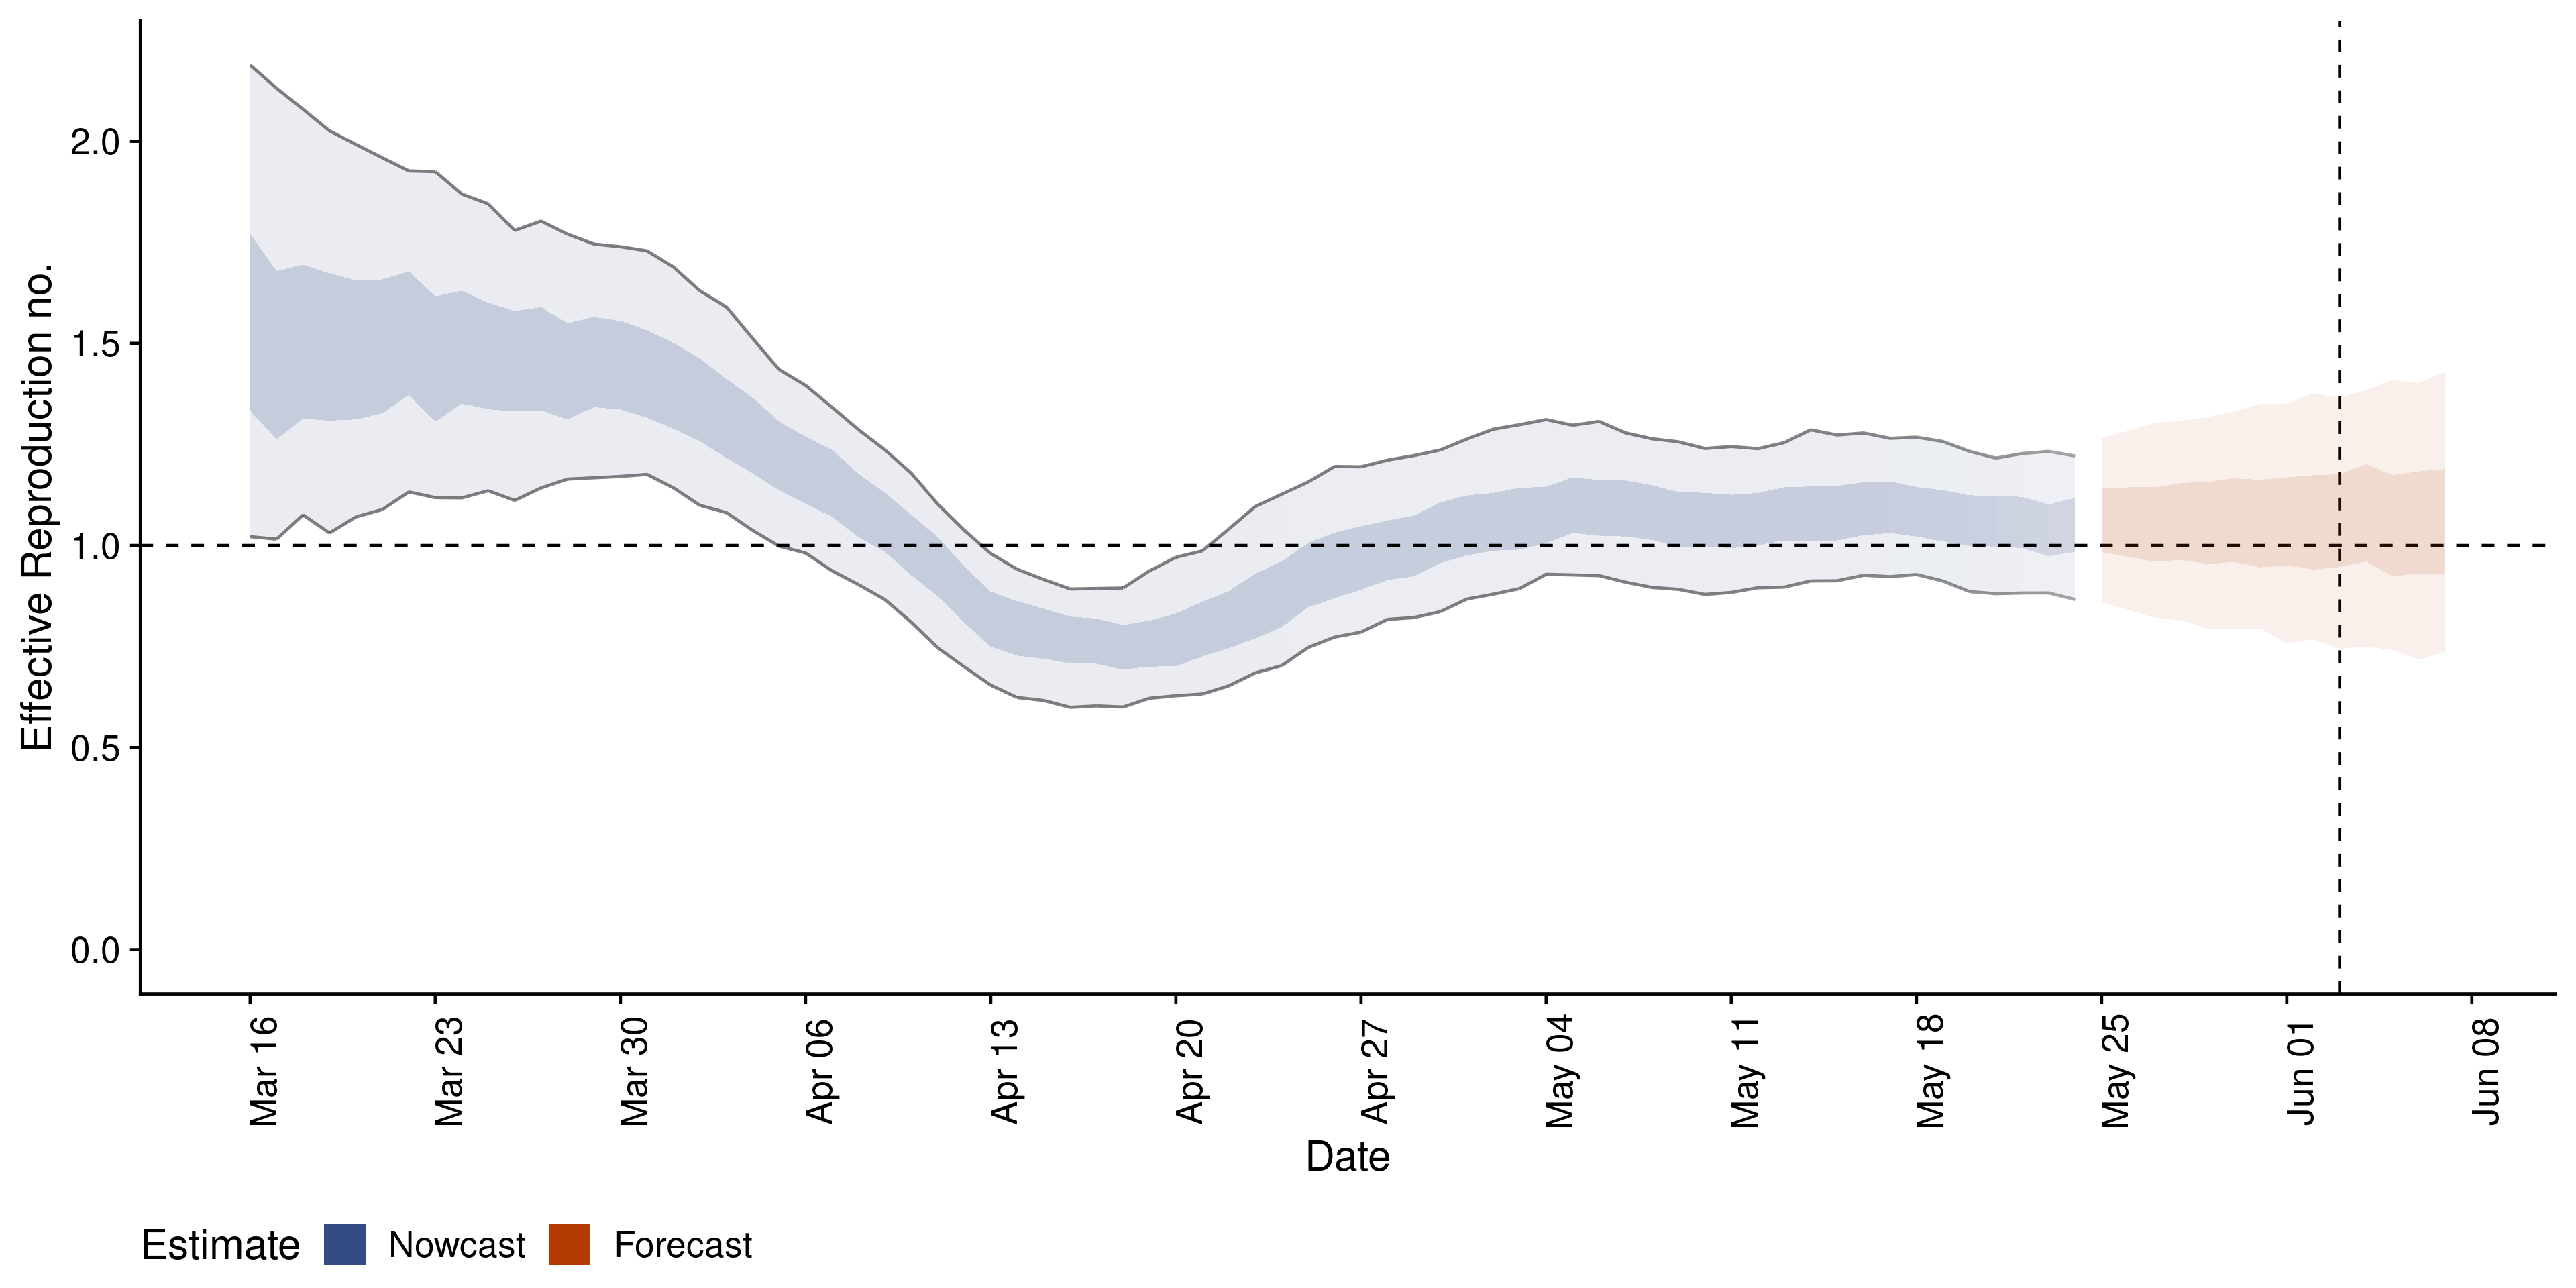 Effective Reproduction no.
2.0
1.5
1.0
0.5
0.0
Mar 16
Mar 23
Mar 30
Apr 06
Apr 13
Apr 20
Apr 27
May 04
May 11
May 18
May 25
Jun 01
Jun 08
Date
Estimate Nowcast Forecast